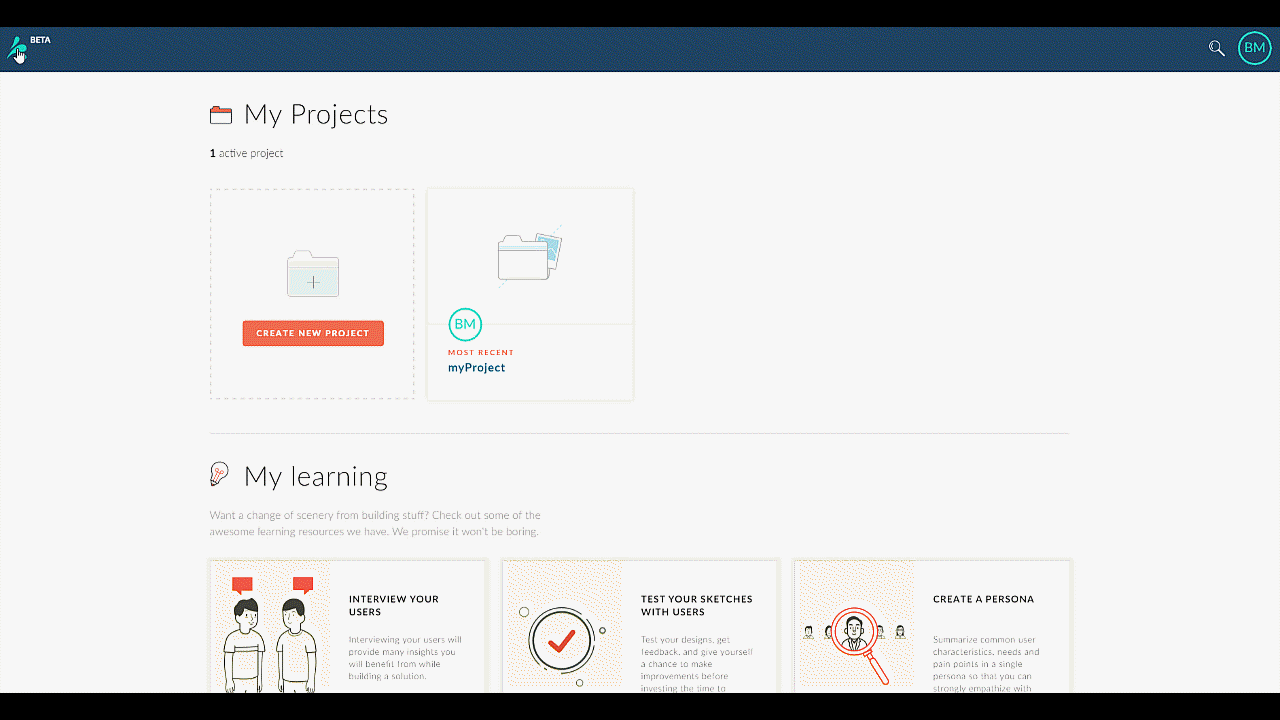 BETA
BM
My Projects
1 active project
CREATE NEW PROJECT
BM
MOST RECENT
myProject
My learning
Want a change of scenery from building stuff? Check out some of the
awesome learning resources we have. We promise it won't be boring.
INTERVIEW YOUR
USERS
Interviewing your users will
provide many insights you
will benefit from while
building a solution.
TEST YOUR SKETCHES
WITH USERS
Test your designs, get
feedback, and give yourself
a chance to make
improvements before
investing the time to
CREATE A PERSONA
Summarize common user
characteristics, needs and
pain points in a single
persona so that you can
strongly empathize with